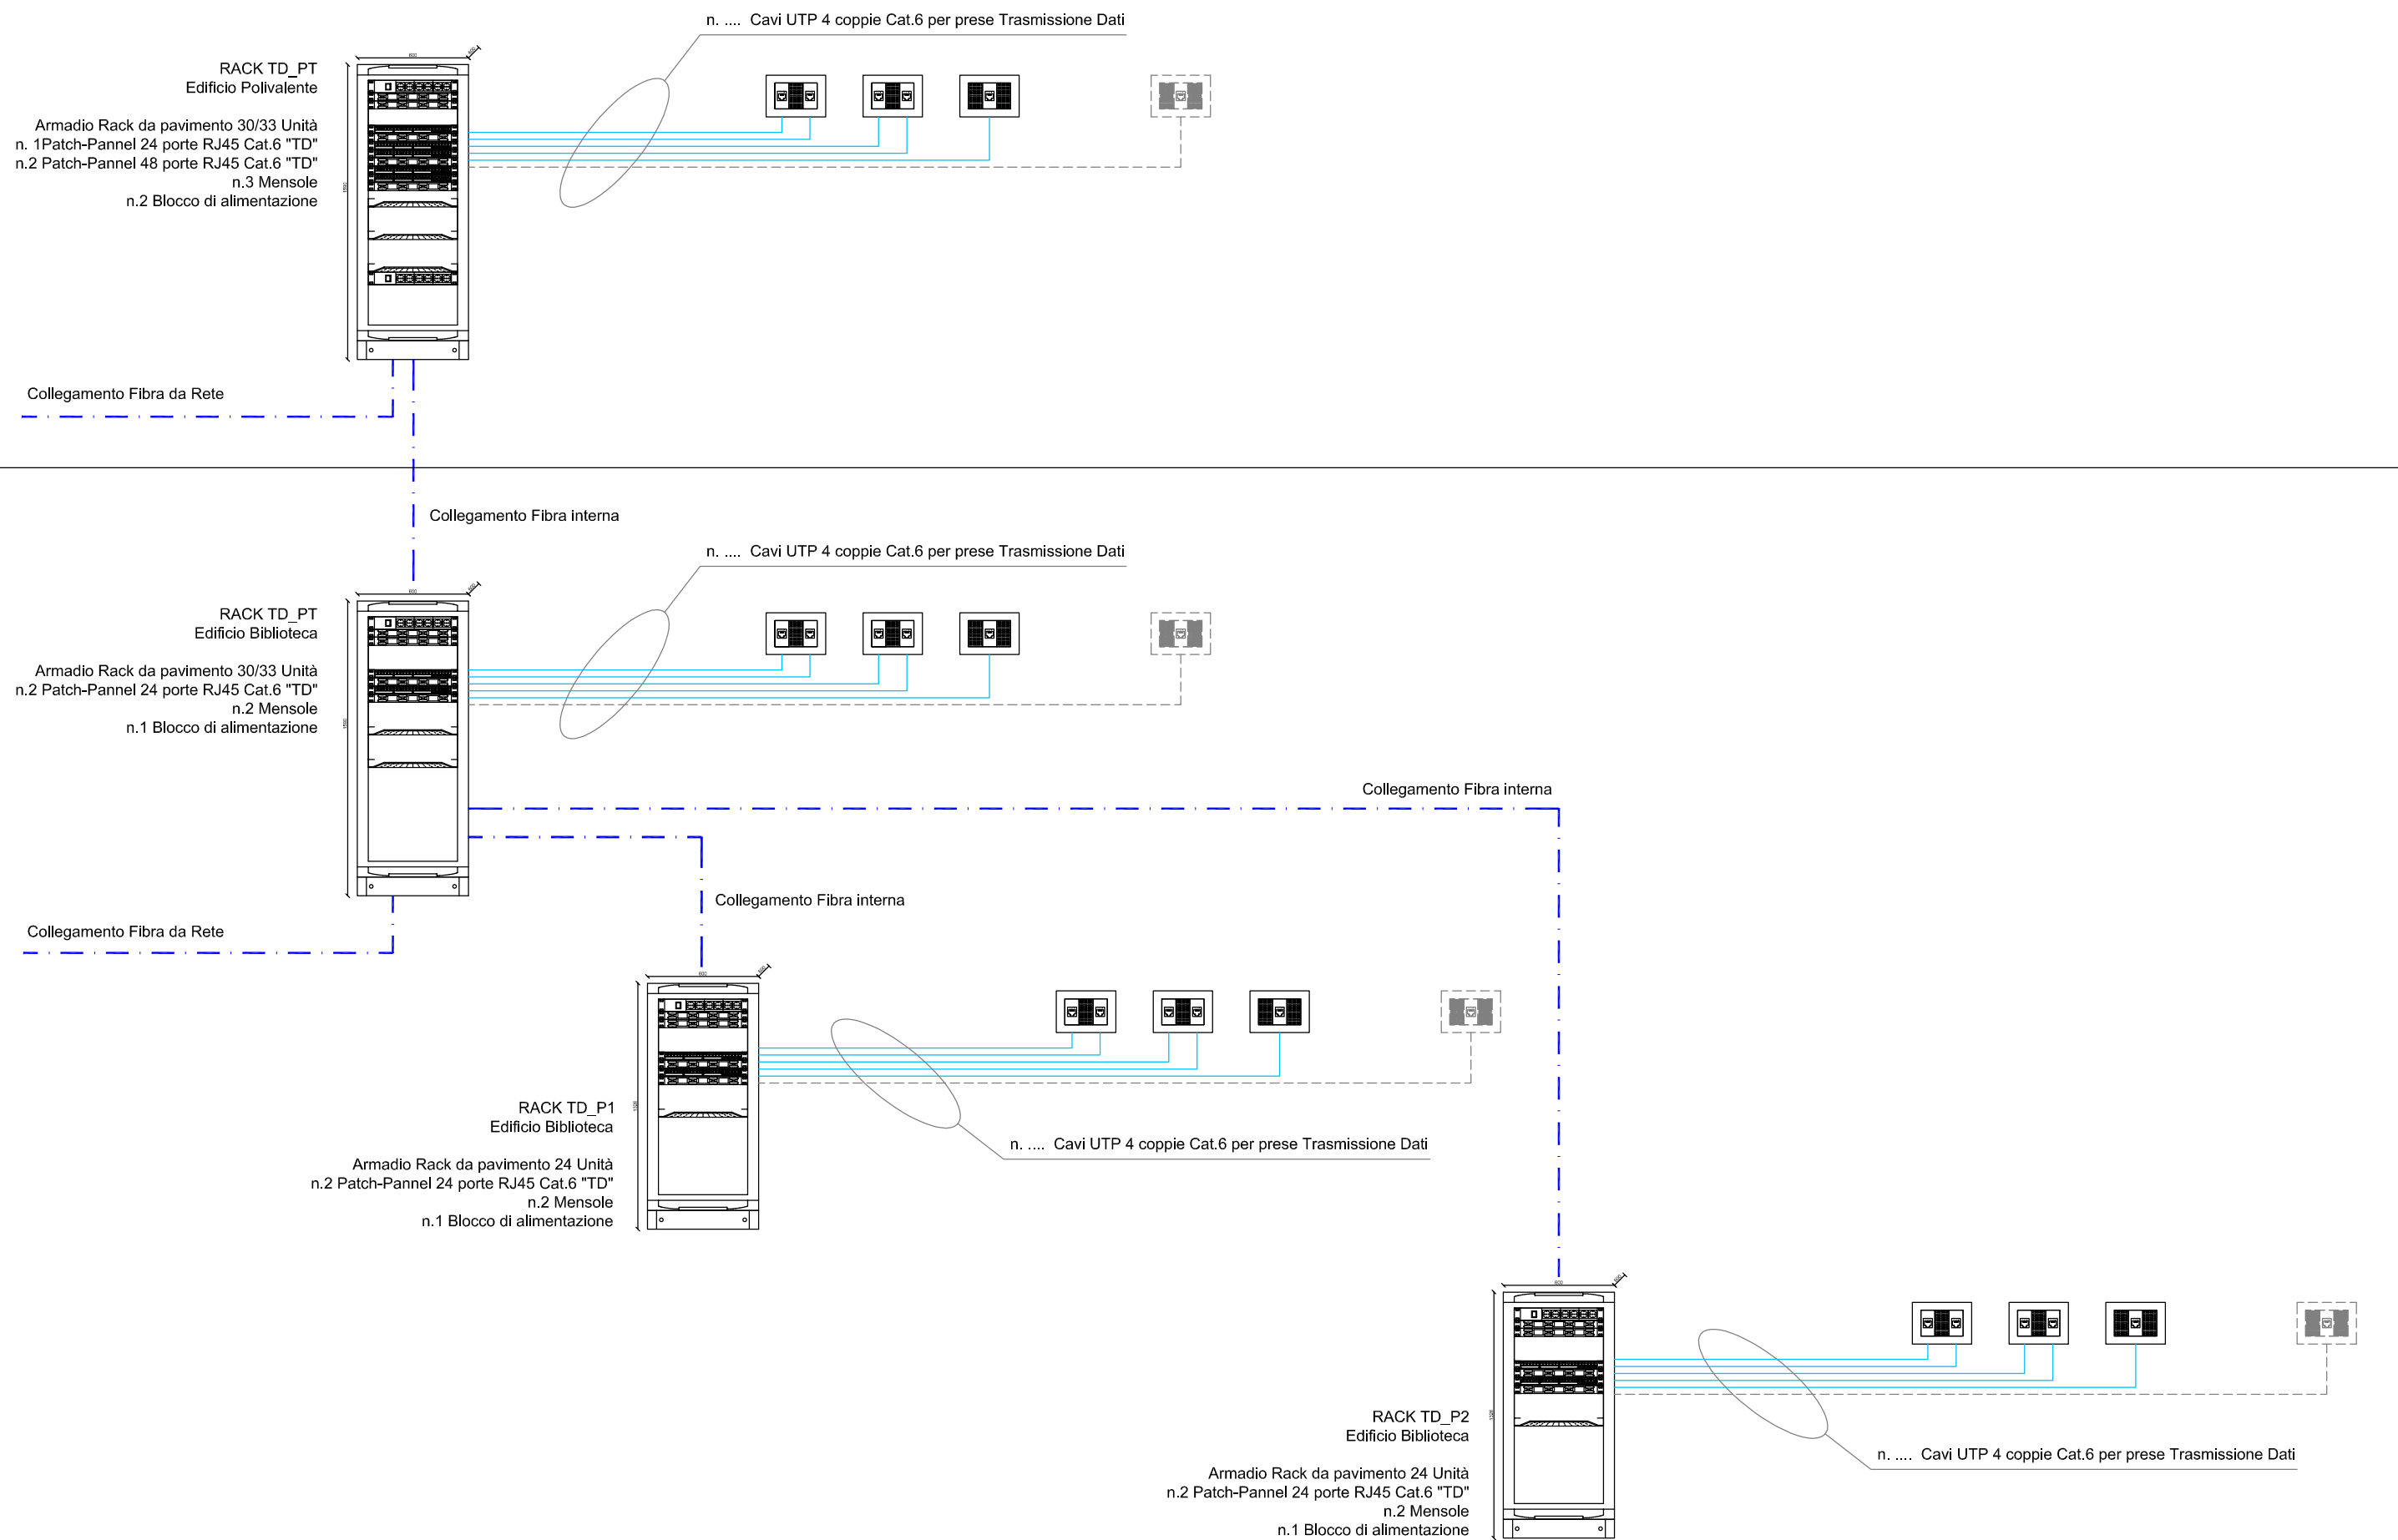 n. .... Cavi UTP 4 coppie Cat.6 per prese Trasmissione Dati
600
RACK TD_PT
Edificio Polivalente
Armadio Rack da pavimento 30/33 Unità
n. 1Patch-Pannel 24 porte RJ45 Cat.6 "TD"
n.2 Patch-Pannel 48 porte RJ45 Cat.6 "TD"
n.3 Mensole
n.2 Blocco di alimentazione
Collegamento Fibra da Rete
Collegamento Fibra interna
n. .... Cavi UTP 4 coppie Cat.6 per prese Trasmissione Dati
600
RACK TD_PT
Edificio Biblioteca
Armadio Rack da pavimento 30/33 Unità
n.2 Patch-Pannel 24 porte RJ45 Cat.6 "TD"
n.2 Mensole
n.1 Blocco di alimentazione
Collegamento Fibra interna
Collegamento Fibra interna
Collegamento Fibra da Rete
600
RACK TD_P1
Edificio Biblioteca
n. .... Cavi UTP 4 coppie Cat.6 per prese Trasmissione Dati
Armadio Rack da pavimento 24 Unità
n.2 Patch-Pannel 24 porte RJ45 Cat.6 "TD"
n.2 Mensole
n.1 Blocco di alimentazione
600
RACK TD_P2
Edificio Biblioteca
n. .... Cavi UTP 4 coppie Cat.6 per prese Trasmissione Dati
Armadio Rack da pavimento 24 Unità
n.2 Patch-Pannel 24 porte RJ45 Cat.6 "TD"
n.2 Mensole
n.1 Blocco di alimentazione